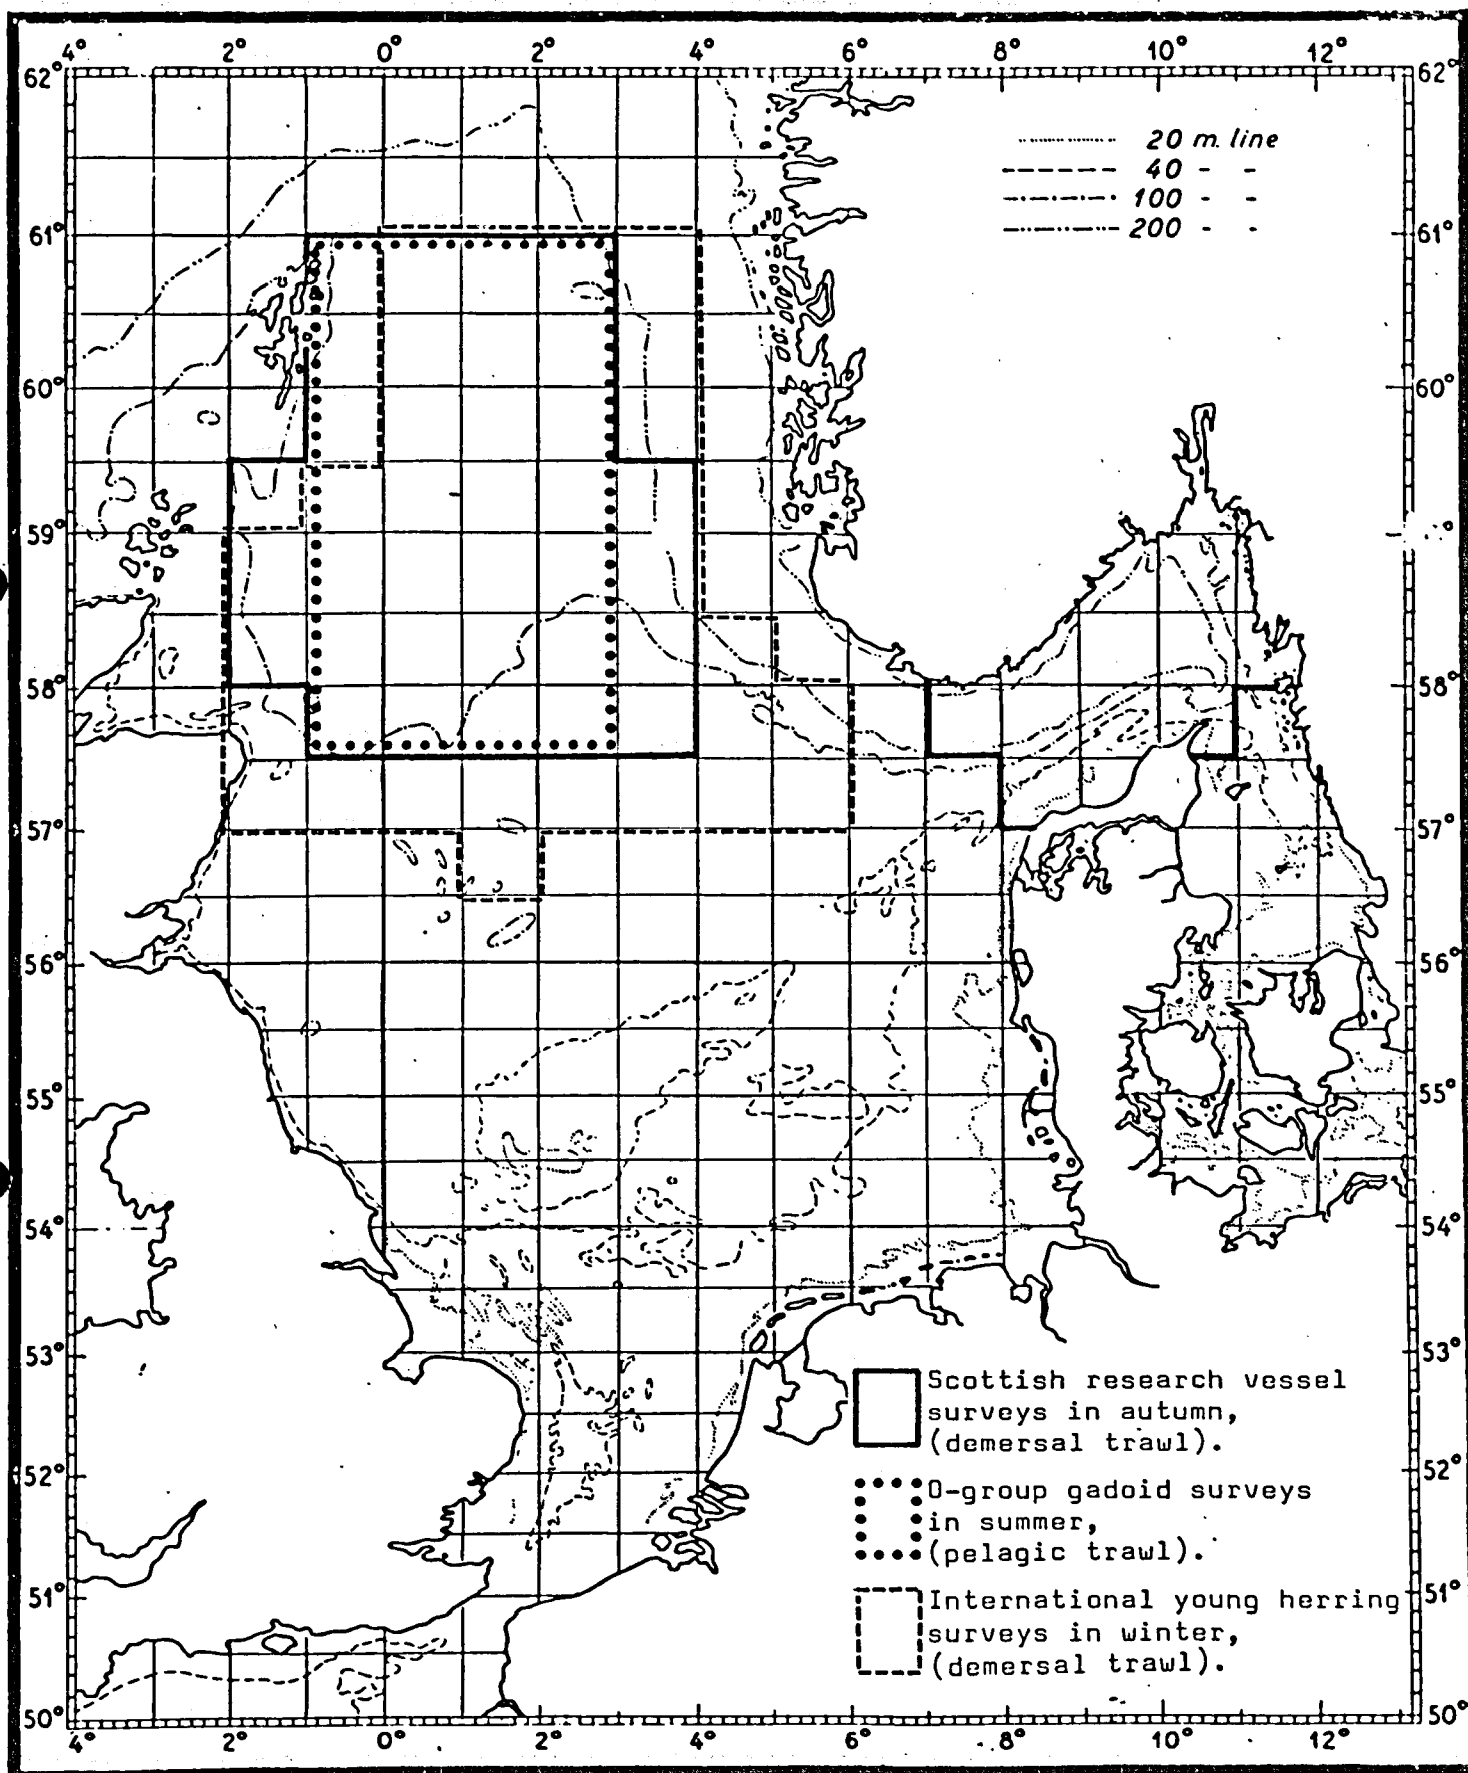 4° 2° 0° 2° 4° 6° 8° 10° 12°
62° 62°
20 m. line
40 - -
100 - -
200 - -
61° 61°
60° 60°
59°
58° 58°
57° 57°
56° 56°
55° 55°
54° 54°
53° 53°
Scottish research vessel
surveys in autumn,
(demersal trawl).
52° 52°
0-group gadoid surveys
in summer,
(pelagic trawl).
51° 51°
International young herring
surveys in winter,
(demersal trawl).
50° 50°
4° 2° 0° 2° 4° 6° 8° 10° 12°